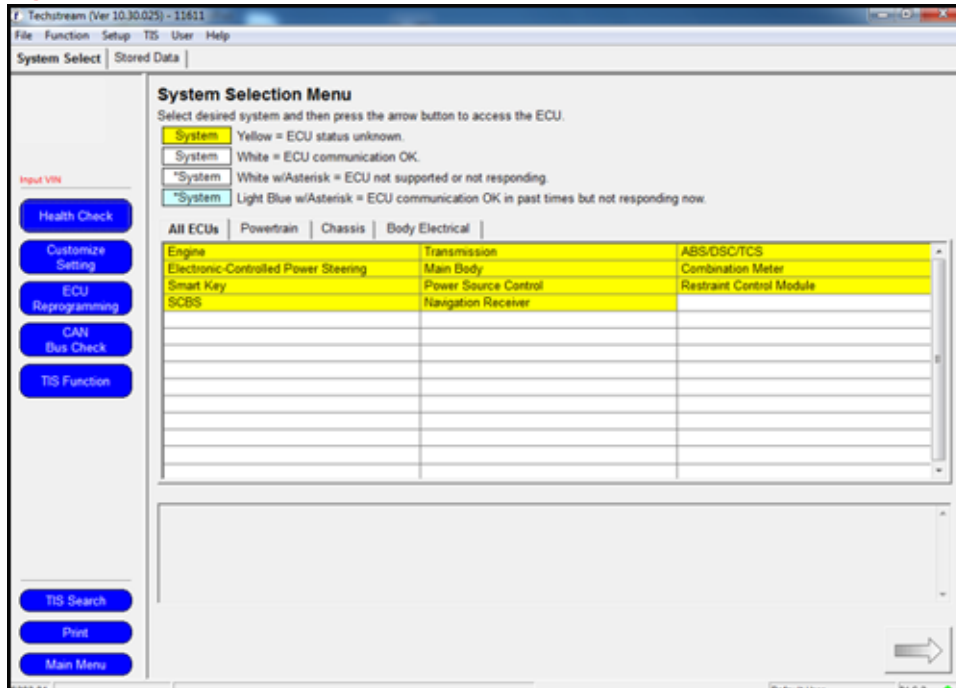 Techstream (Ver 10.30.025) - 11611
File Function Setup TIS User Help
System Select Stored Data
System Selection Menu
Select desired system and then press the arrow button to access the ECU.
System Yellow = ECU status unknown.
System White = ECU communication OK.
*System White w/Asterisk = ECU not supported or not responding.
*System Light Blue w/Asterisk = ECU communication OK in past times but not responding now.
Input VIN
Health Check
Customize
Setting
ECU
Reprogramming
CAN
Bus Check
TIS Function
All ECUs Powertrain Chassis Body Electrical
Engine Transmission ABS/DSC/TCS
Electronic-Controlled Power Steering Main Body Combination Meter
Smart Key Power Source Control Restraint Control Module
SCBS Navigation Receiver
TIS Search
Print
Main Menu